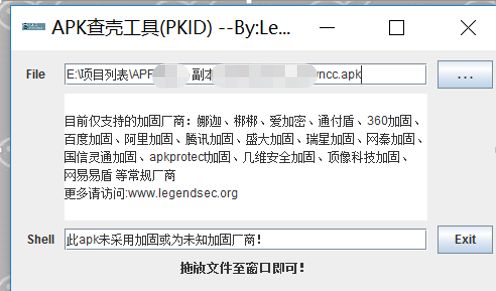 APK查壳工具(PKID) --By:Le...
File E:\项目列表\APP 副本 ncc.apk ...
目前仅支持的加固厂商：娜迦、梆梆、爱加密、通付盾、360加固、
百度加固、阿里加固、腾讯加固、盛大加固、瑞星加固、网秦加固、
国信灵通加固、apkprotect加固、几维安全加固、顶像科技加固、
网易易盾 等常规厂商
更多请访问:www.legendsec.org
Shell 此apk未采用加固或为未知加固厂商! Exit
拖放文件至窗口即可！